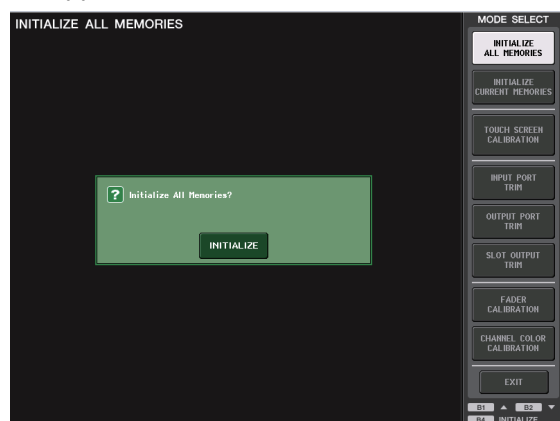 INITIALIZE ALL MEMORIES
? Initialize All Memories?
INITIALIZE
MODE SELECT
INITIALIZE
ALL MEMORIES
INITIALIZE
CURRENT MEMORIES
TOUCH SCREEN
CALIBRATION
INPUT PORT
TRIM
OUTPUT PORT
TRIM
SLOT OUTPUT
TRIM
FADER
CALIBRATION
CHANNEL COLOR
CALIBRATION
EXIT
B1 ▲ B2 ▼
B4 INITIALIZE